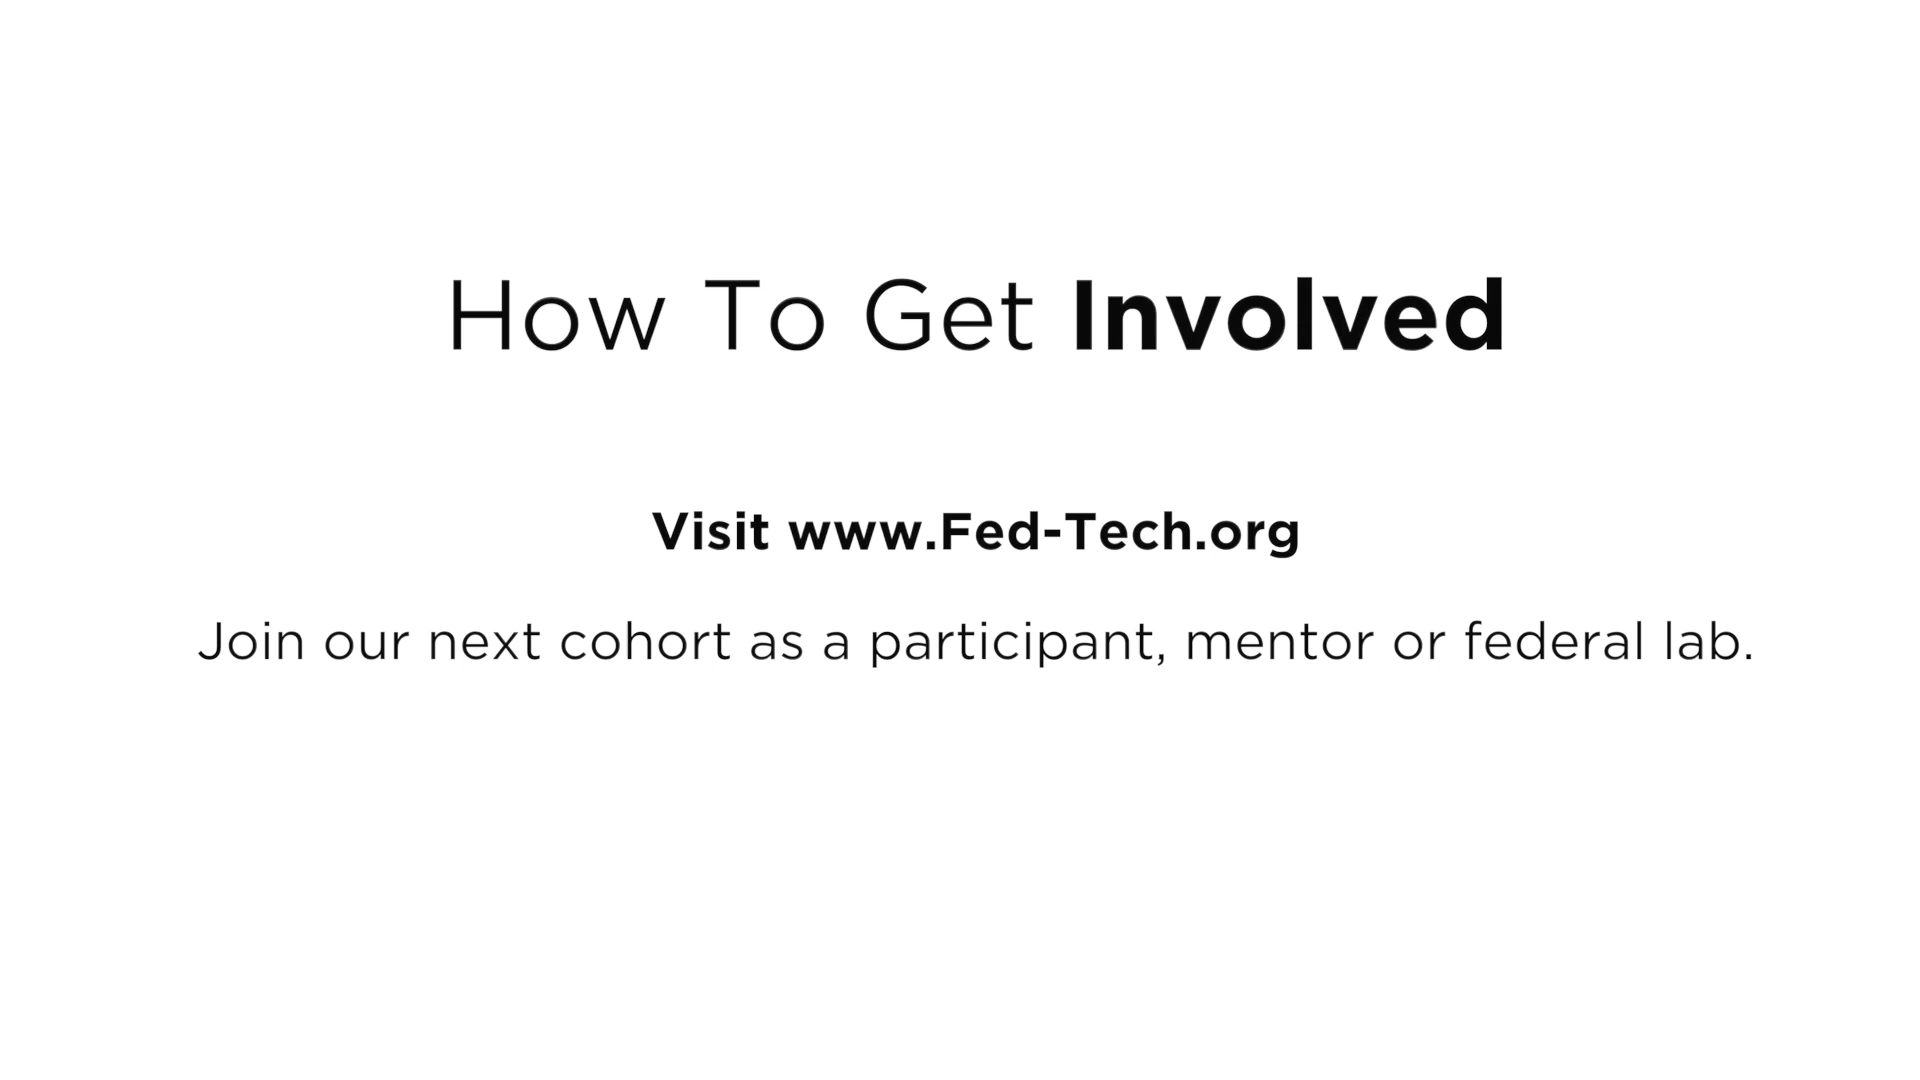 How To Get Involved
Visit www.Fed-Tech.org
Join our next cohort as a participant, mentor or federal lab.